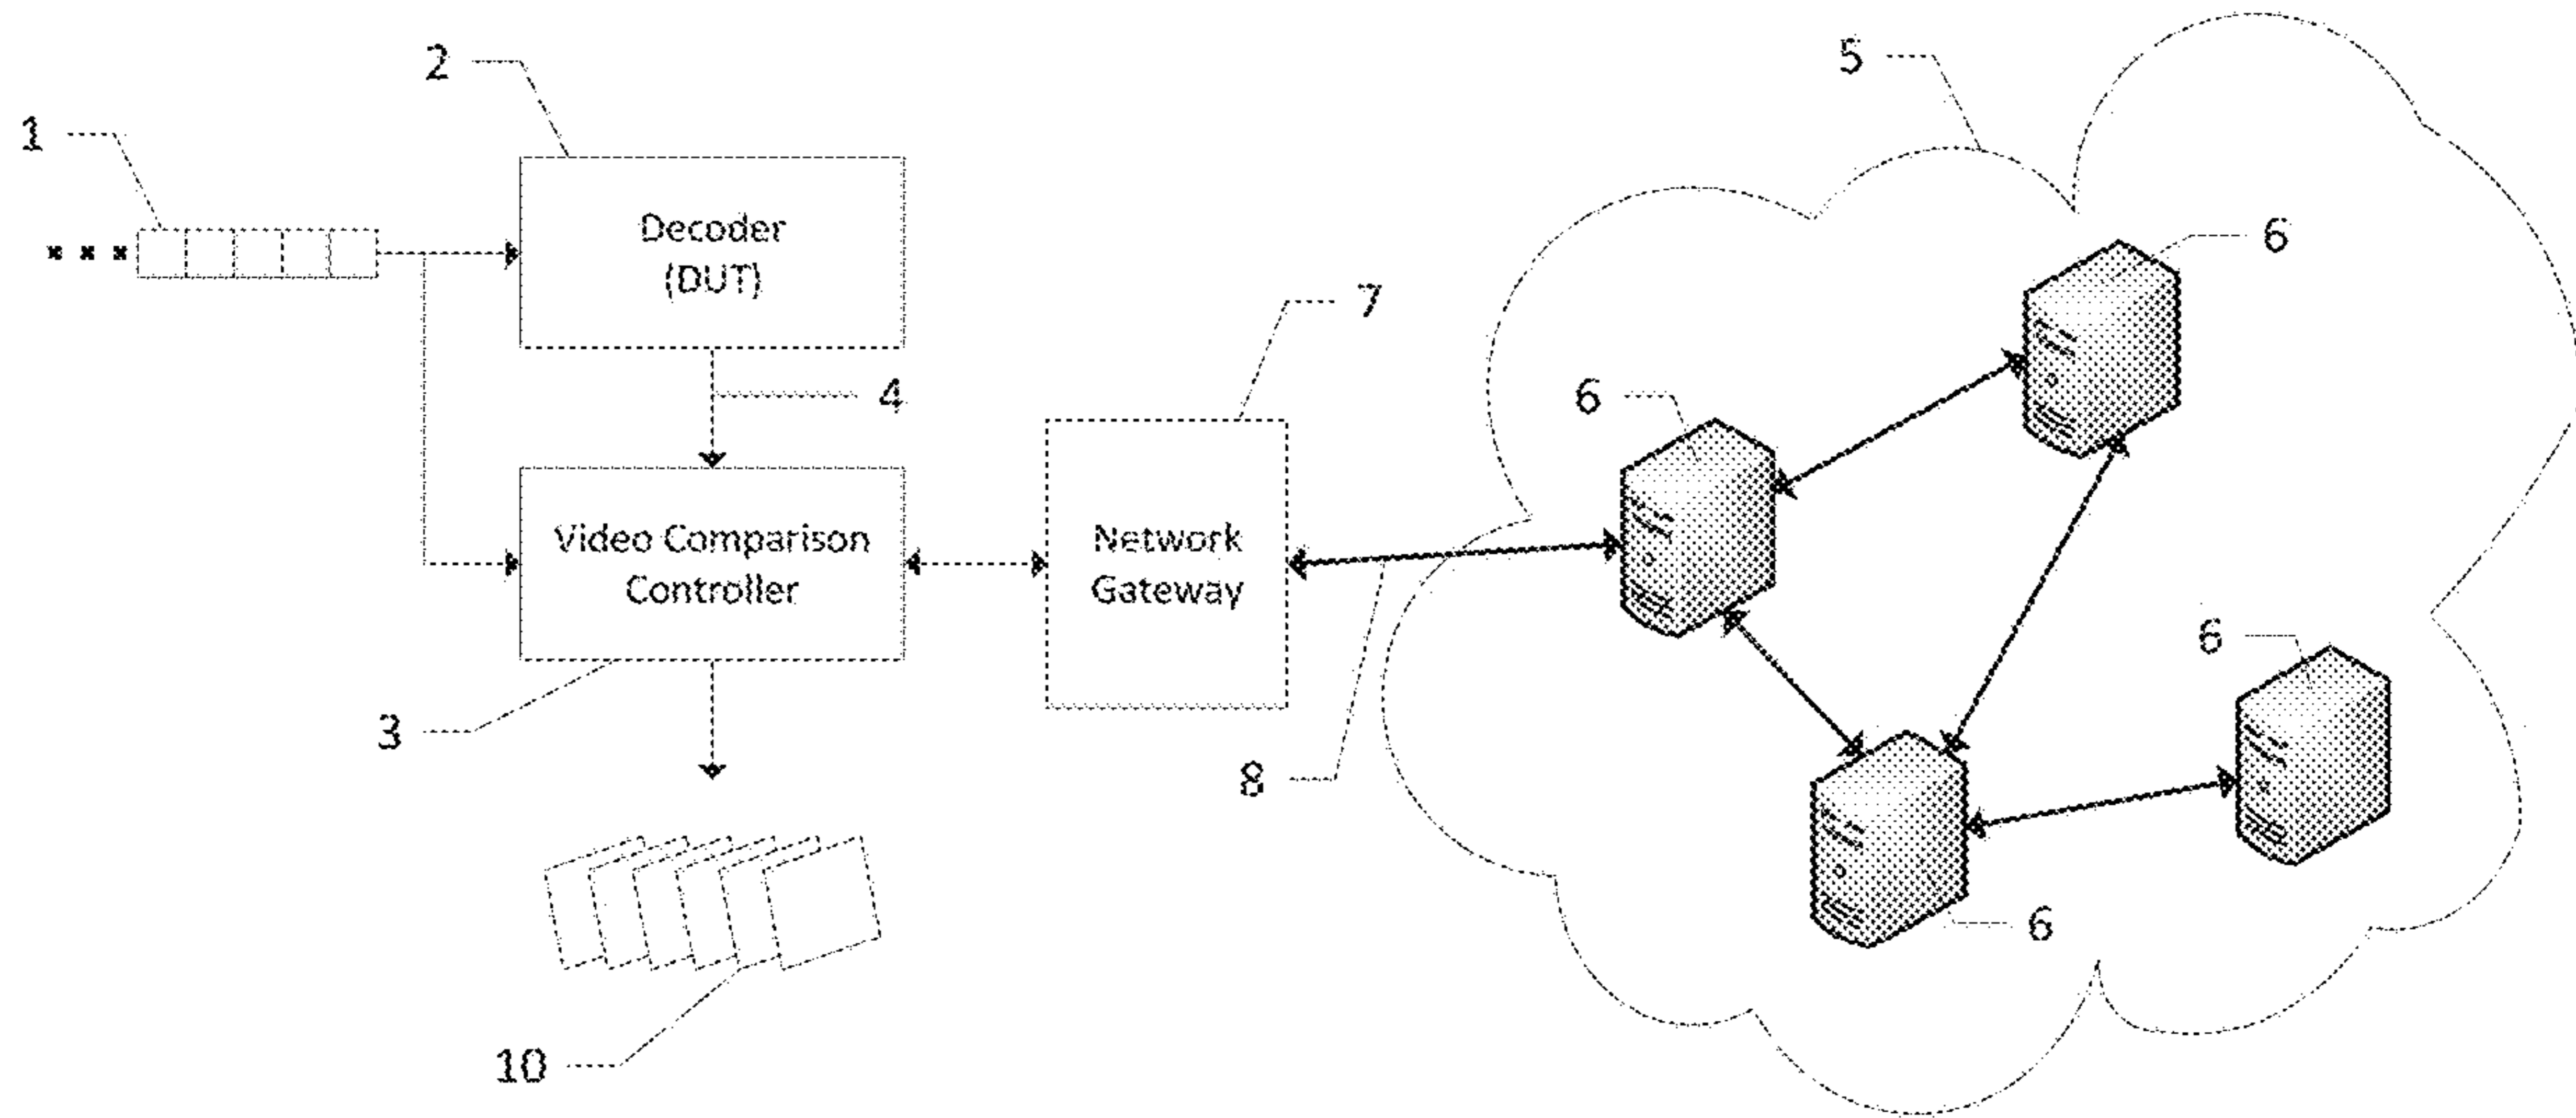 2
5
1
Decoder
(DUT)
6
7
4
6
Video Comparison
Controller
Network
Gateway
6
3
8
6
10